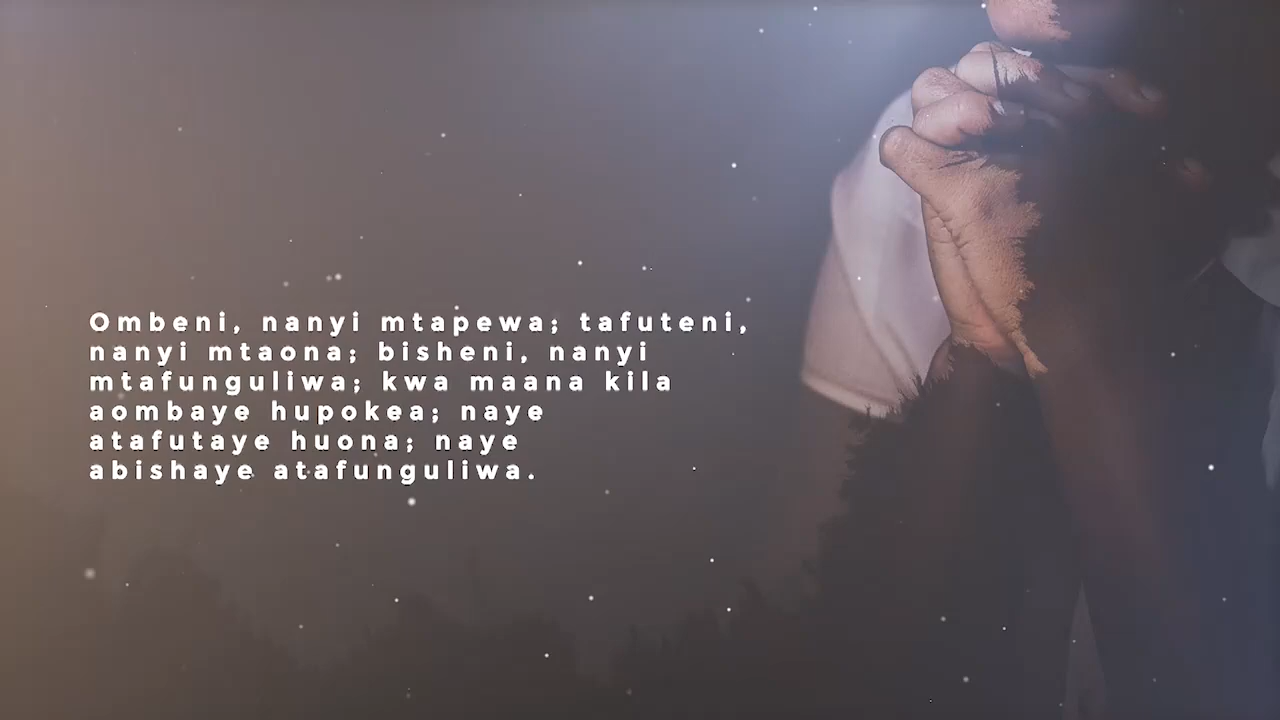 Ombeni, nanyi mtapewa; tafuteni,
nanyi mtaona; bisheni, nanyi
mtafunguliwa; kwa maana kila
aombaye hupokea; naye
atafutaye huona; naye
abishaye atafunguliwa.